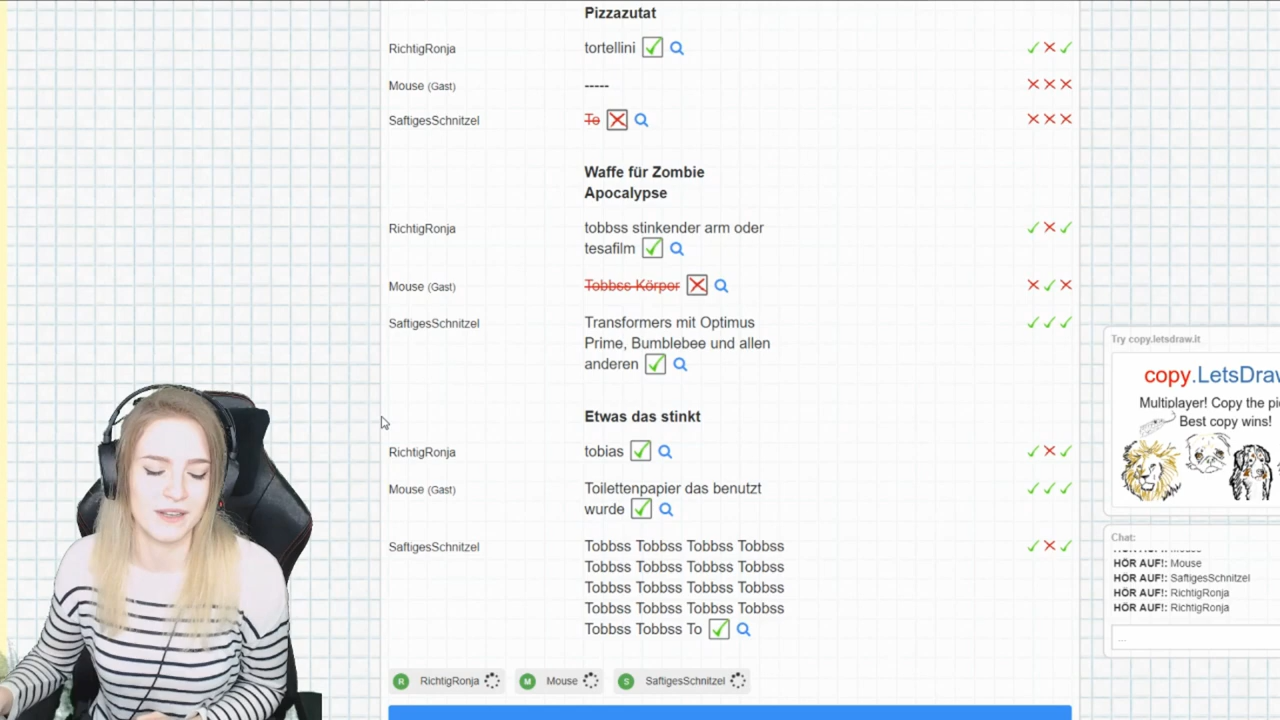 Pizzazutat
RichtigRonja
tortellini
Mouse (Gast)
-----
SaftigesSchnitzel
To
Waffe für Zombie
Apocalypse
RichtigRonja
tobbss stinkender arm oder
tesafilm
Mouse (Gast)
Tobbss Körper
SaftigesSchnitzel
Transformers mit Optimus
Prime, Bumblebee und allen
anderen
Etwas das stinkt
RichtigRonja
tobias
Mouse (Gast)
Toilettenpapier das benutzt
wurde
SaftigesSchnitzel
Tobbss Tobbss Tobbss Tobbss
Tobbss Tobbss Tobbss Tobbss
Tobbss Tobbss Tobbss Tobbss
Tobbss Tobbss Tobbss Tobbss
Tobbss Tobbss To
R RichtigRonja
M Mouse
S SaftigesSchnitzel
Try copy.letsdraw.it
copy.LetsDraw
Multiplayer! Copy the pi
Best copy wins!
Chat:
HÖR AUF!: Mouse
HÖR AUF!: Mouse
HÖR AUF!: SaftigesSchnitzel
HÖR AUF!: RichtigRonja
HÖR AUF!: RichtigRonja
...